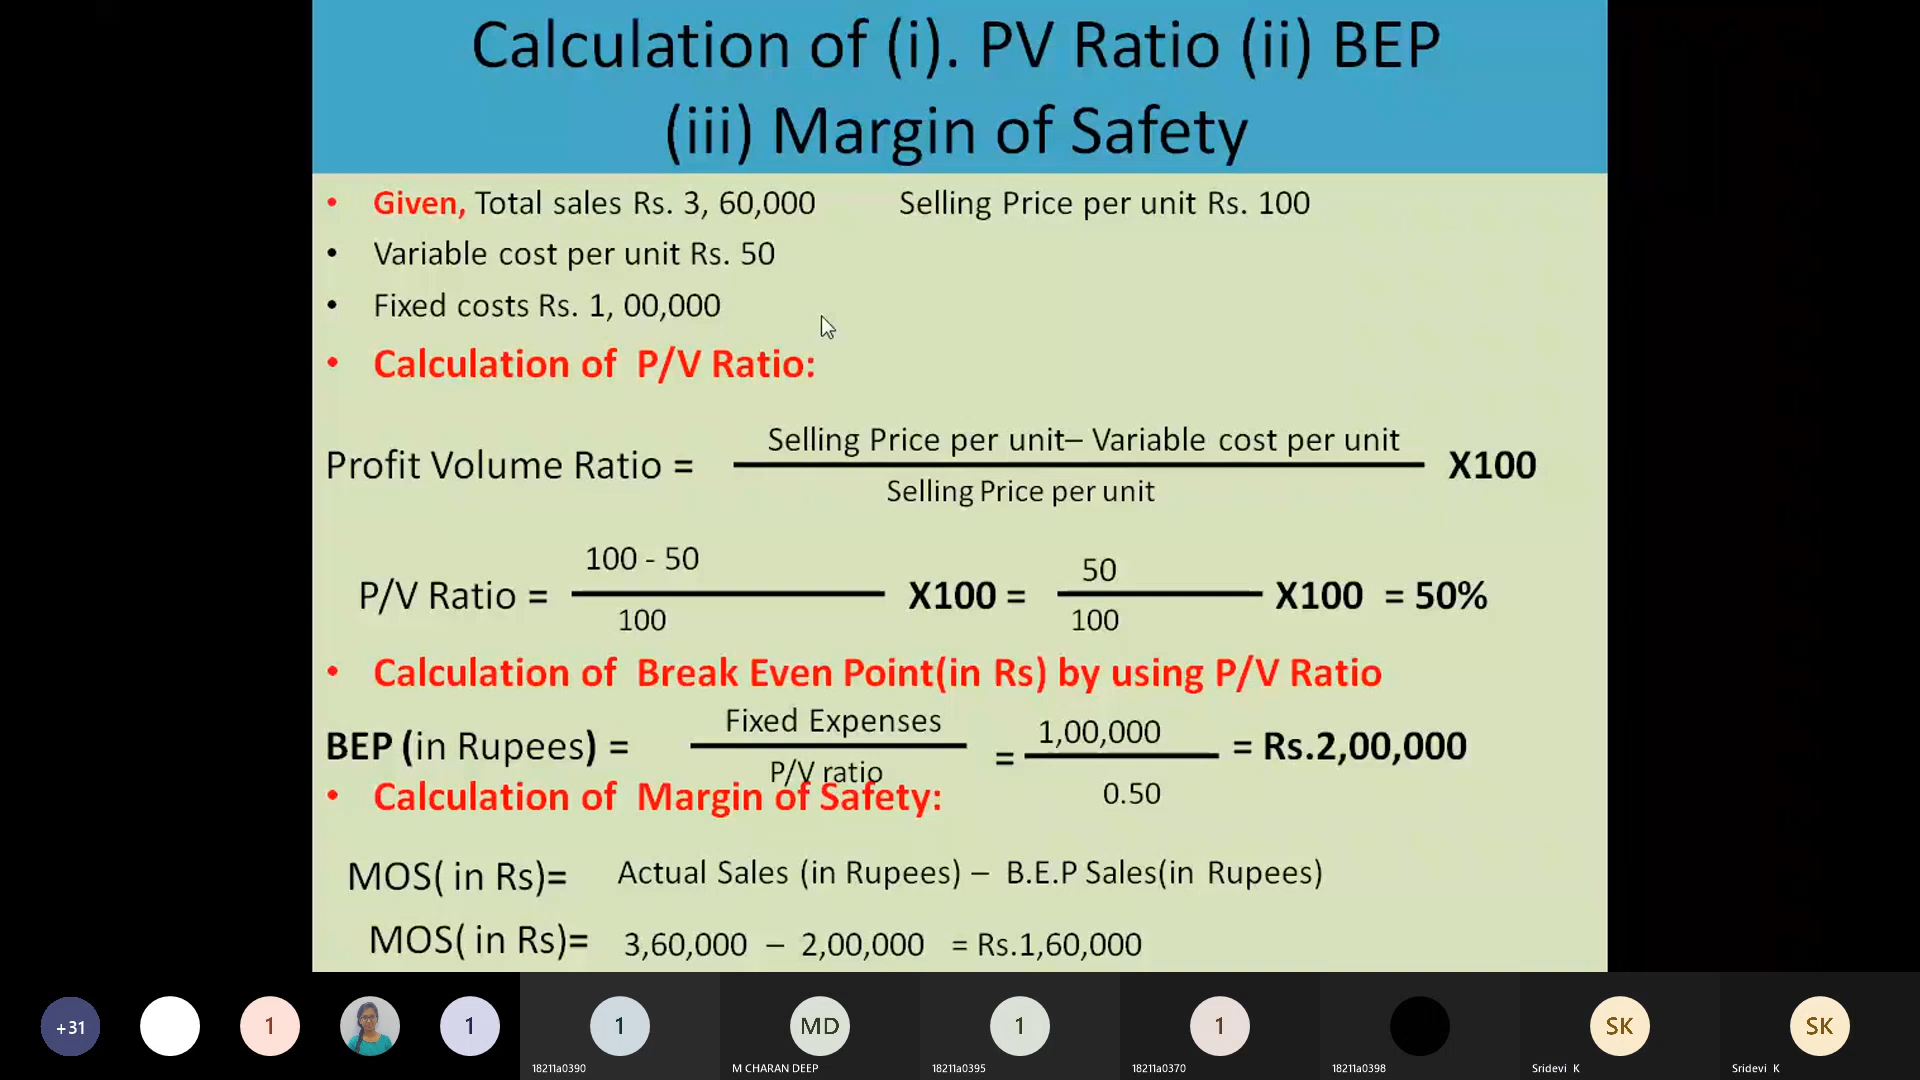 Calculation of (i). PV Ratio (ii) BEP
(iii) Margin of Safety
• Given, Total sales Rs. 3, 60,000 Selling Price per unit Rs. 100
• Variable cost per unit Rs. 50
• Fixed costs Rs. 1, 00,000
• Calculation of P/V Ratio:
Selling Price per unit– Variable cost per unit
Profit Volume Ratio = X100
Selling Price per unit
100 - 50 50
P/V Ratio = X100 = X100 = 50%
100 100
• Calculation of Break Even Point(in Rs) by using P/V Ratio
Fixed Expenses 1,00,000
BEP (in Rupees) = = = Rs.2,00,000
P/V ratio 0.50
• Calculation of Margin of Safety:
MOS( in Rs)= Actual Sales (in Rupees) – B.E.P Sales(in Rupees)
MOS( in Rs)= 3,60,000 – 2,00,000 = Rs.1,60,000
+31 1 1 1 MD 1 1 SK SK
18211a0390 M CHARAN DEEP 18211a0395 18211a0370 18211a0398 Sridevi K Sridevi K